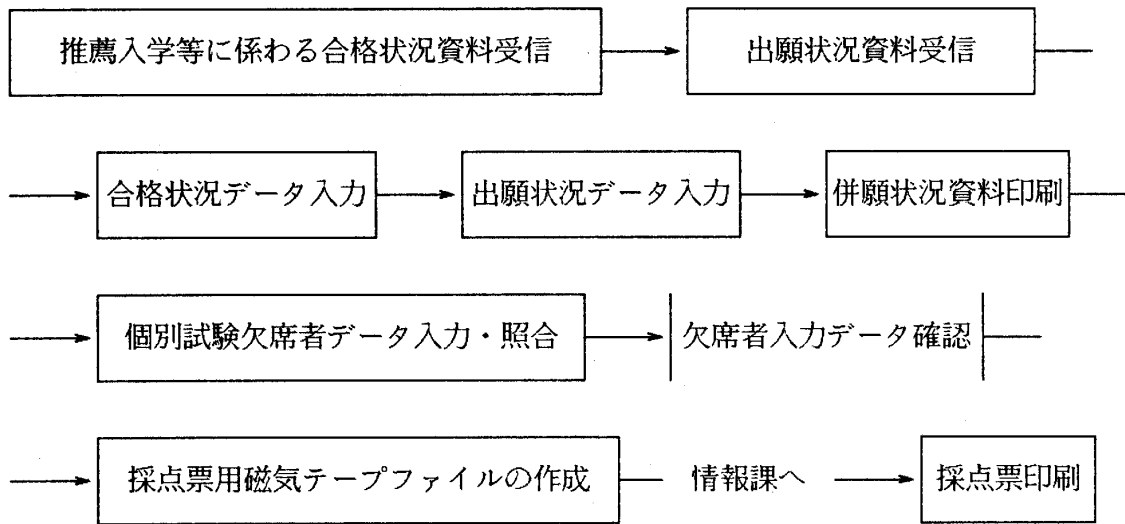 推薦入学等に係わる合格状況資料受信 出願状況資料受信
合格状況データ入力 出願状況データ入力 併願状況資料印刷
個別試験欠席者データ入力・照合 欠席者入力データ確認
採点票用磁気テープファイルの作成 情報課へ 採点票印刷